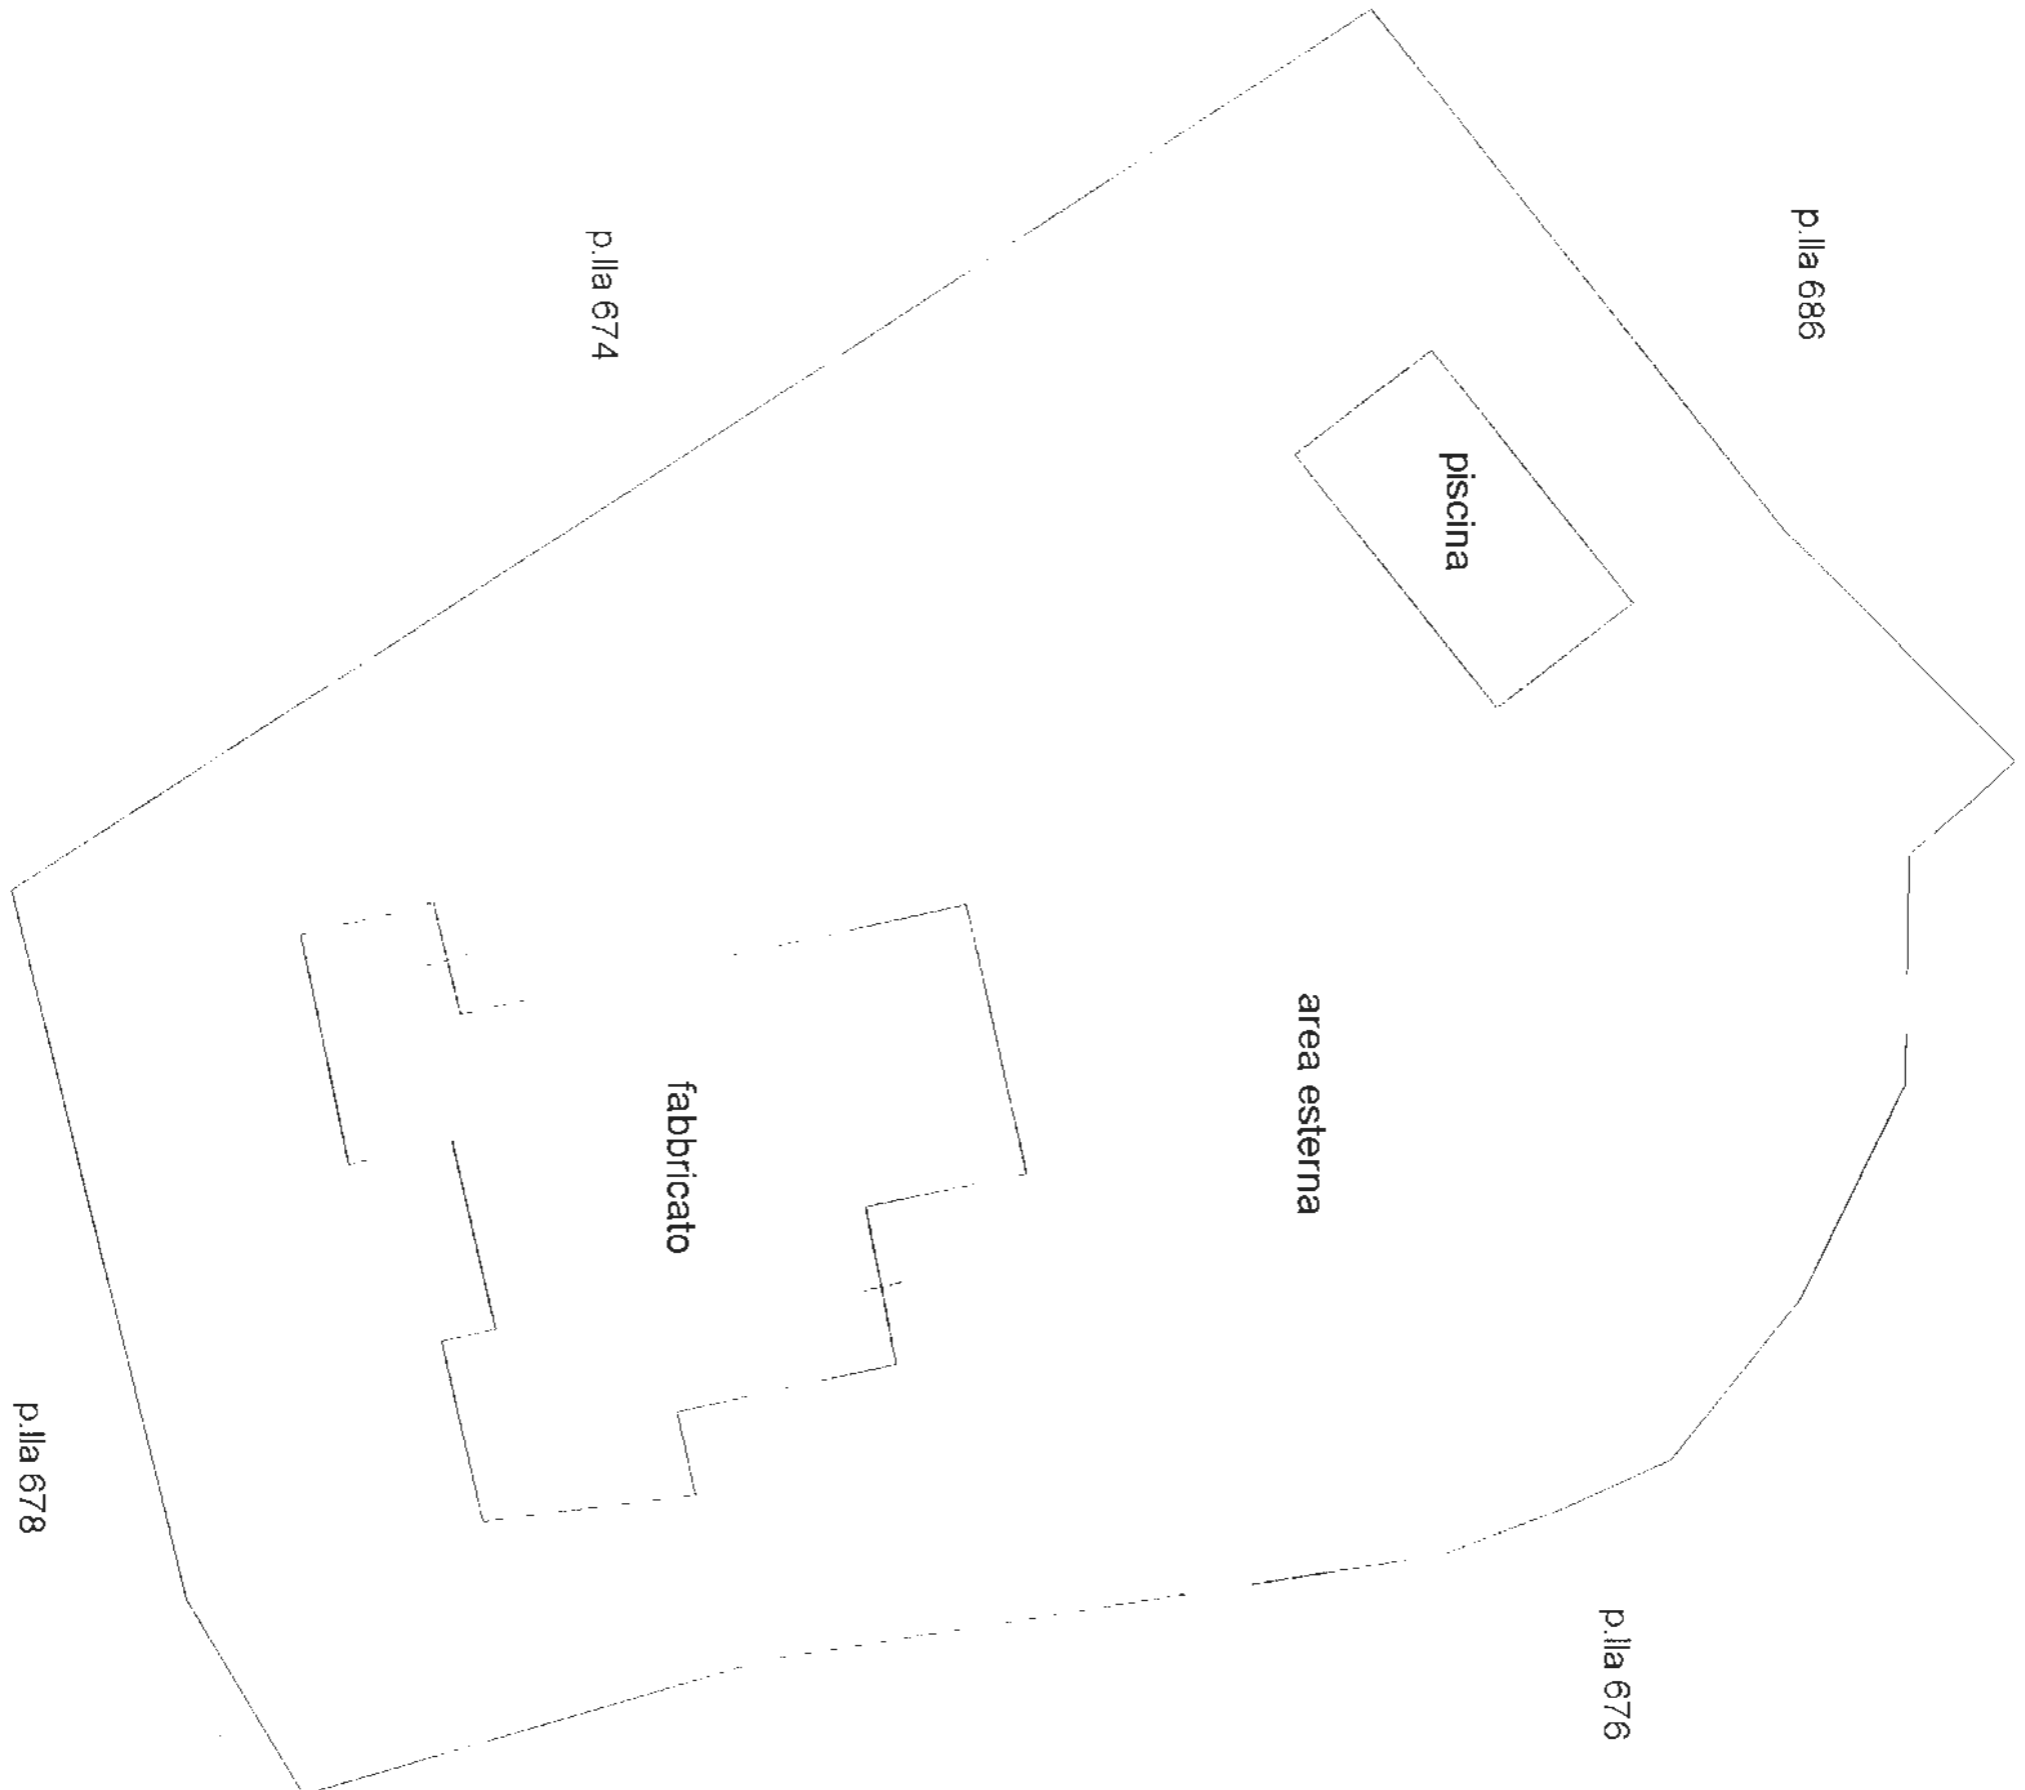 p.lla 686
p.lla 674
piscina
area esterna
fabbricato
p.lla 678
p.lla 676